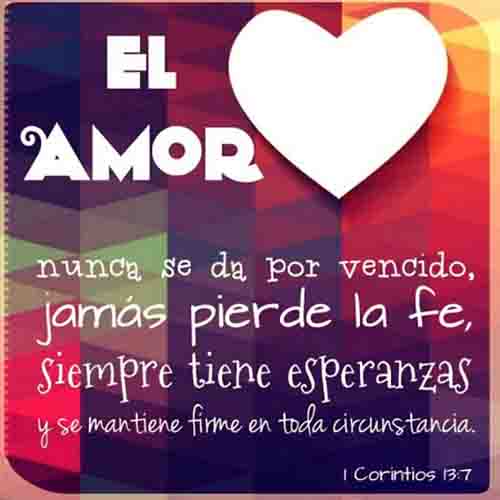 EL
AMOR
nunca se da por vencido,
jamás pierde la fe,
siempre tiene esperanzas
y se mantiene firme en toda circunstancia.
1 Corintios 13:7